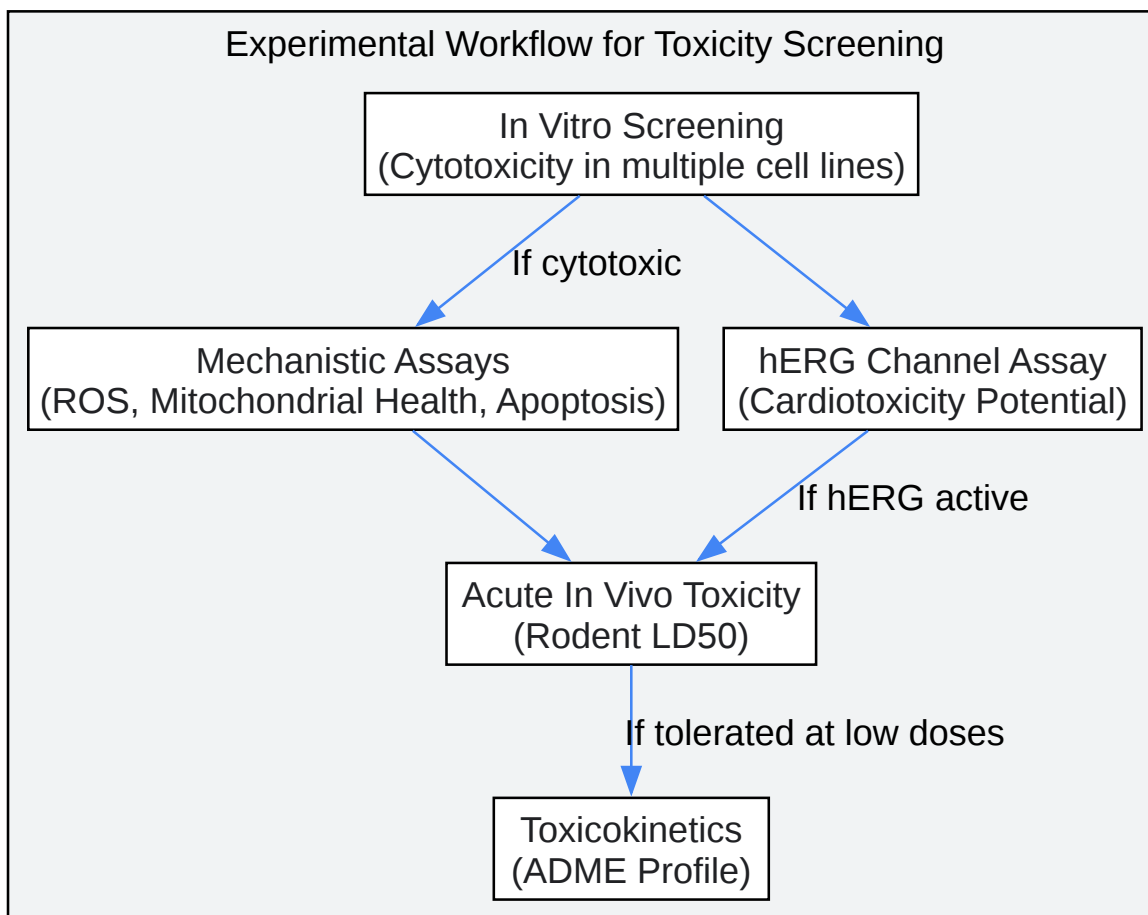 Experimental Workflow for Toxicity Screening
In Vitro Screening
(Cytotoxicity in multiple cell lines)
If cytotoxic
Mechanistic Assays
(ROS, Mitochondrial Health, Apoptosis)
hERG Channel Assay
(Cardiotoxicity Potential)
If hERG active
Acute In Vivo Toxicity
(Rodent LD50)
If tolerated at low doses
Toxicokinetics
(ADME Profile)